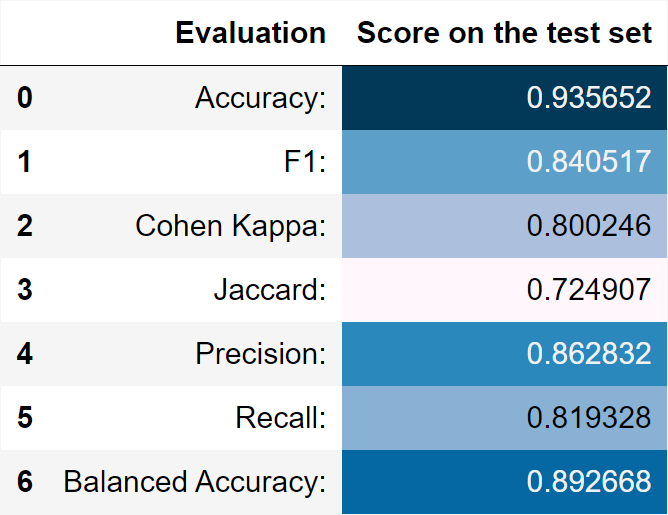 Evaluation Score on the test set
0 Accuracy: 0.935652
1 F1: 0.840517
2 Cohen Kappa: 0.800246
3 Jaccard: 0.724907
4 Precision: 0.862832
5 Recall: 0.819328
6 Balanced Accuracy: 0.892668